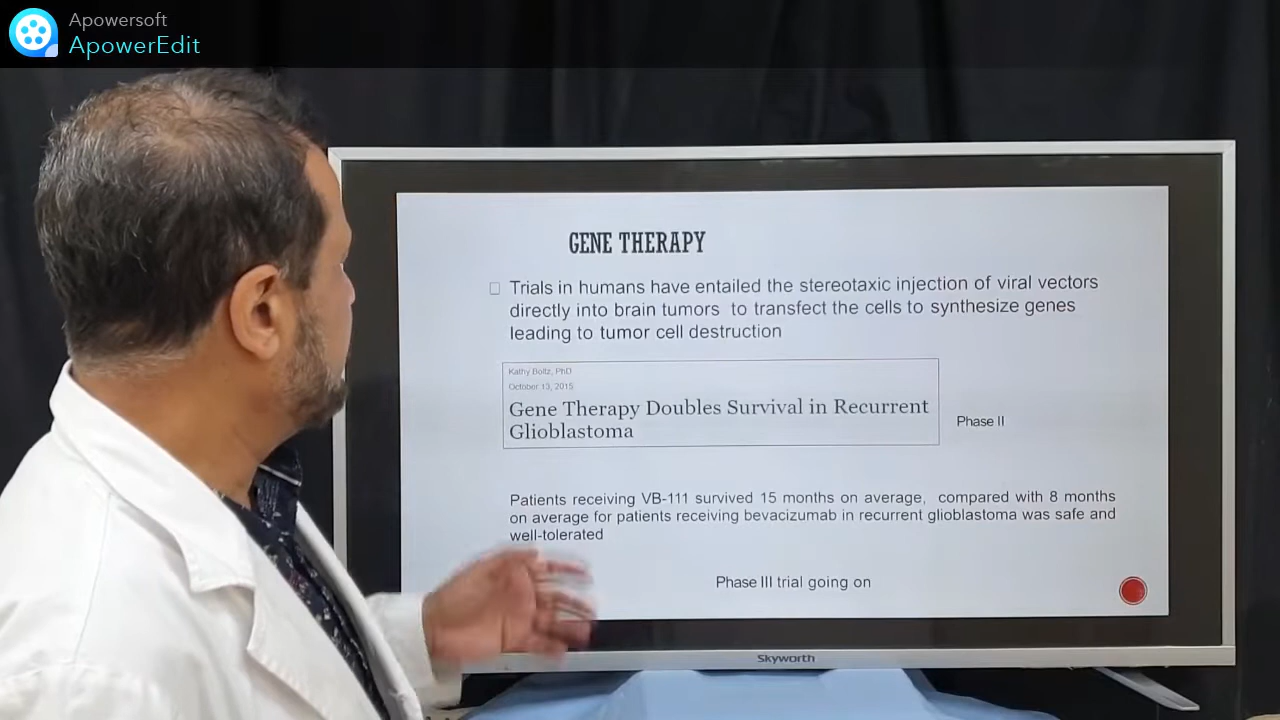 Apowersoft
ApowerEdit
GENE THERAPY
Trials in humans have entailed the stereotaxic injection of viral vectors
directly into brain tumors to transfect the cells to synthesize genes
leading to tumor cell destruction
Kathy Boltz, PhD
October 13, 2015
Gene Therapy Doubles Survival in Recurrent
Glioblastoma
Phase II
Patients receiving VB-111 survived 15 months on average, compared with 8 months
on average for patients receiving bevacizumab in recurrent glioblastoma was safe and
well-tolerated
Phase III trial going on
Skyworth